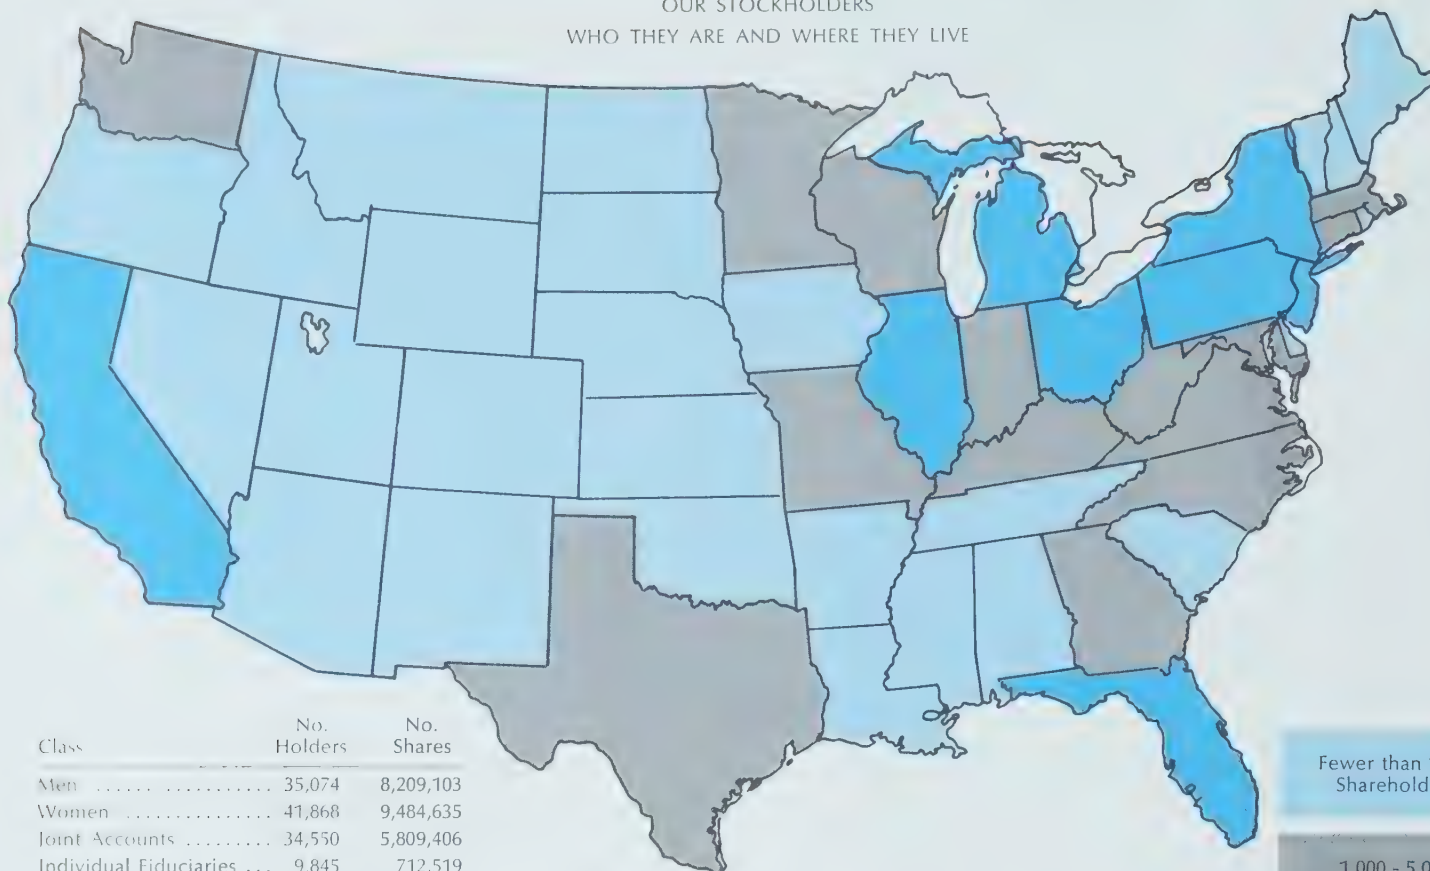 OUR STOCKHOLDERS
WHO THEY ARE AND WHERE THEY LIVE
Class No. Holders No. Shares
Men 35,074 8,209,103
Women 41,868 9,484,635
Joint Accounts 34,550 5,809,406
Individual Fiduciaries 9,845 712,519
Fewer than
Sharehold
1,000 - 5,0